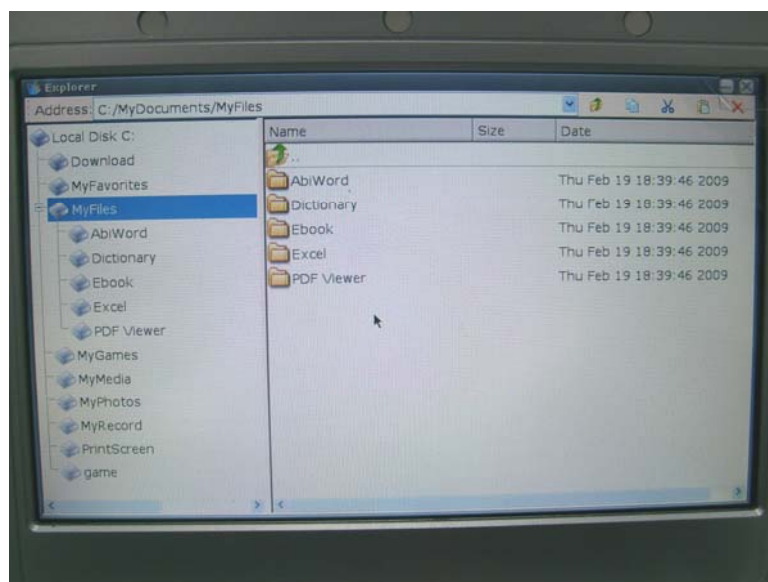 Explorer
Address: C:/MyDocuments/MyFiles
Local Disk C:
Download
MyFavorites
MyFiles
AbiWord
Dictionary
Ebook
Excel
PDF Viewer
MyGames
MyMedia
MyPhotos
MyRecord
PrintScreen
game
Name Size Date
..
AbiWord Thu Feb 19 18:39:46 2009
Dictionary Thu Feb 19 18:39:46 2009
Ebook Thu Feb 19 18:39:46 2009
Excel Thu Feb 19 18:39:46 2009
PDF Viewer Thu Feb 19 18:39:46 2009